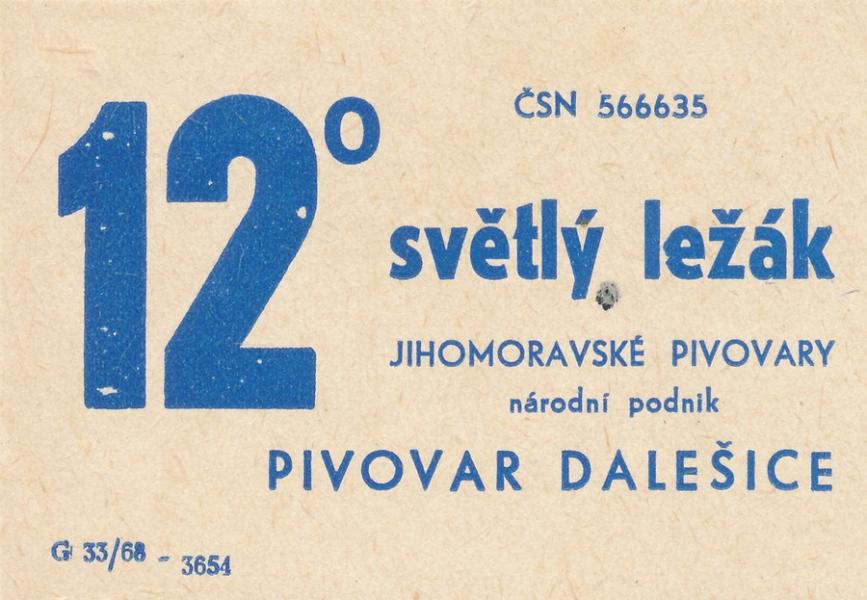 12°
ČSN 566635
světlý ležák
JIHOMORAVSKÉ PIVOVARY
národní podnik
PIVOVAR DALEŠICE
G 33/68 - 3654